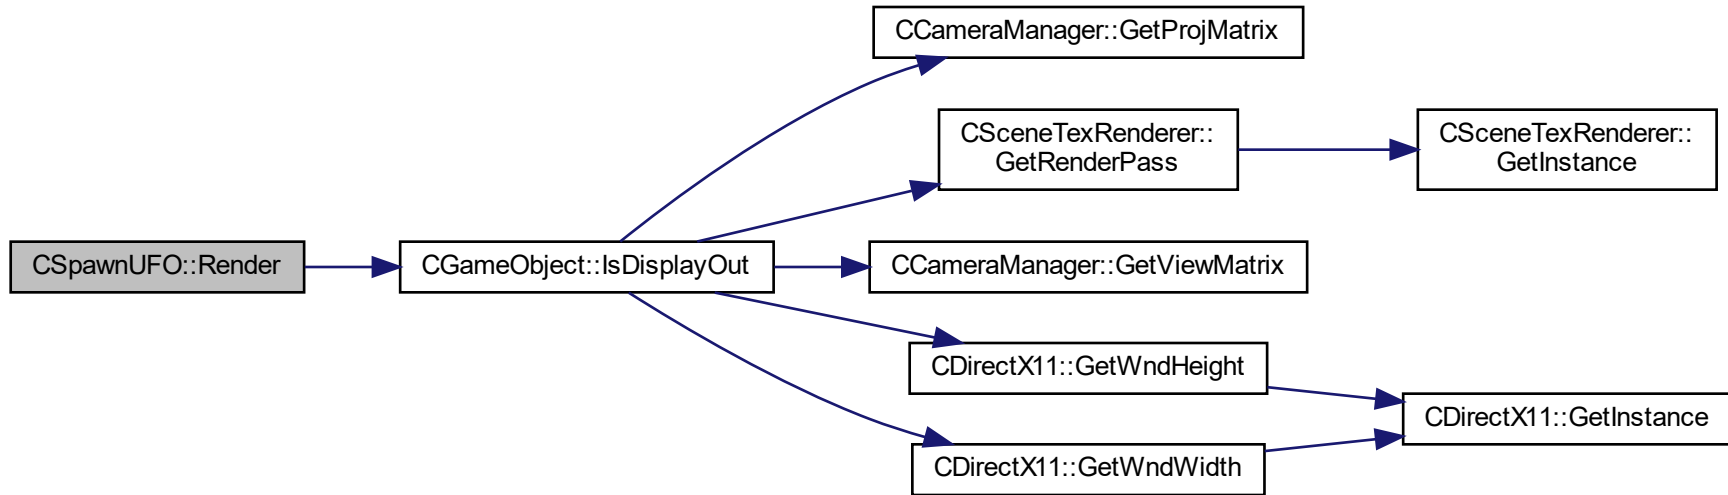 CCameraManager::GetProjMatrix
CSceneTexRenderer::
GetRenderPass
CSceneTexRenderer::
GetInstance
CSpawnUFO::Render
CGameObject::IsDisplayOut
CCameraManager::GetViewMatrix
CDirectX11::GetWndHeight
CDirectX11::GetInstance
CDirectX11::GetWndWidth